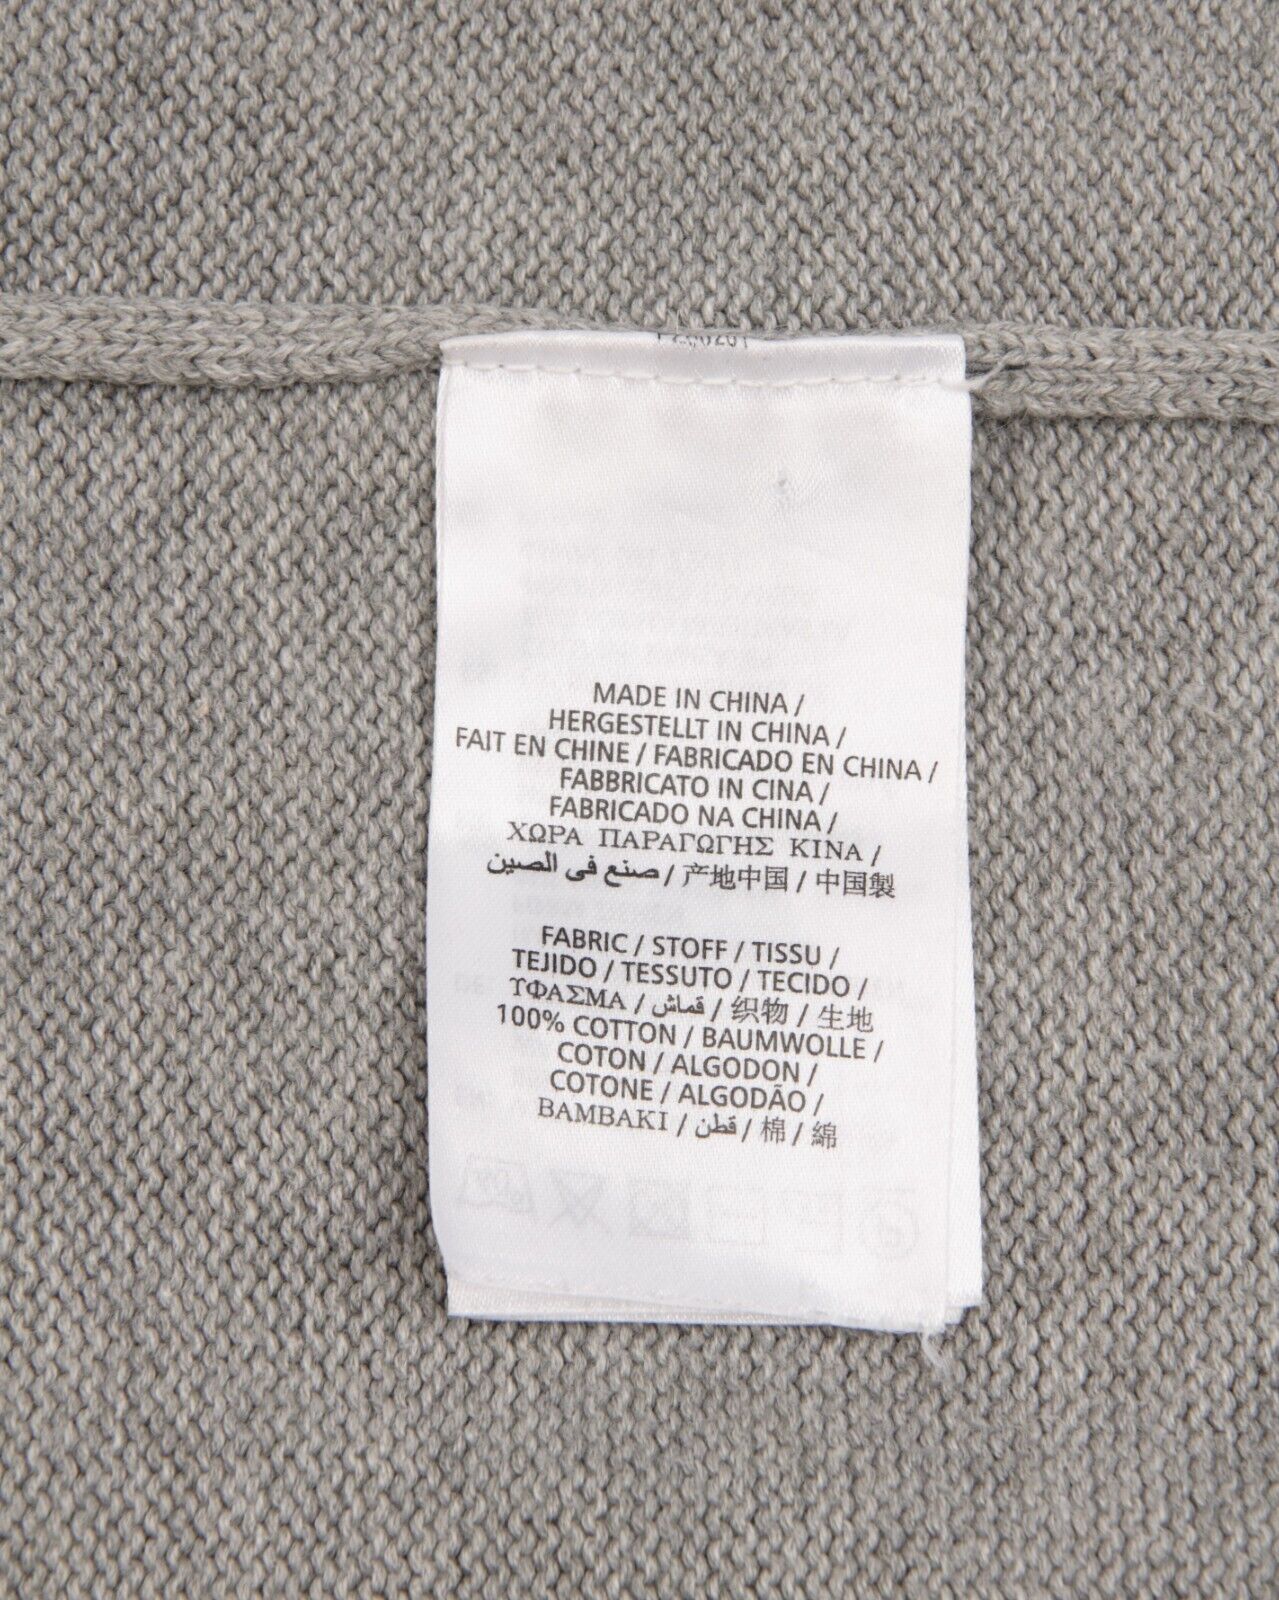 MADE IN CHINA /
HERGESTELLT IN CHINA /
FAIT EN CHINE / FABRICADO EN CHINA /
FABBRICATO IN CINA /
FABRICADO NA CHINA /
ΧΩΡΑ ΠΑΡΑΓΩΓΗΣ ΚΙΝΑ /
صنع في الصين / 产地中国 / 中国製
FABRIC / STOFF / TISSU /
TEJIDO / TESSUTO / TECIDO /
ΥΦΑΣΜΑ / قماش / 织物 / 生地
100% COTTON / BAUMWOLLE /
COTON / ALGODON /
COTONE / ALGODÃO /
BAMBAKI / قطن / 棉 / 綿